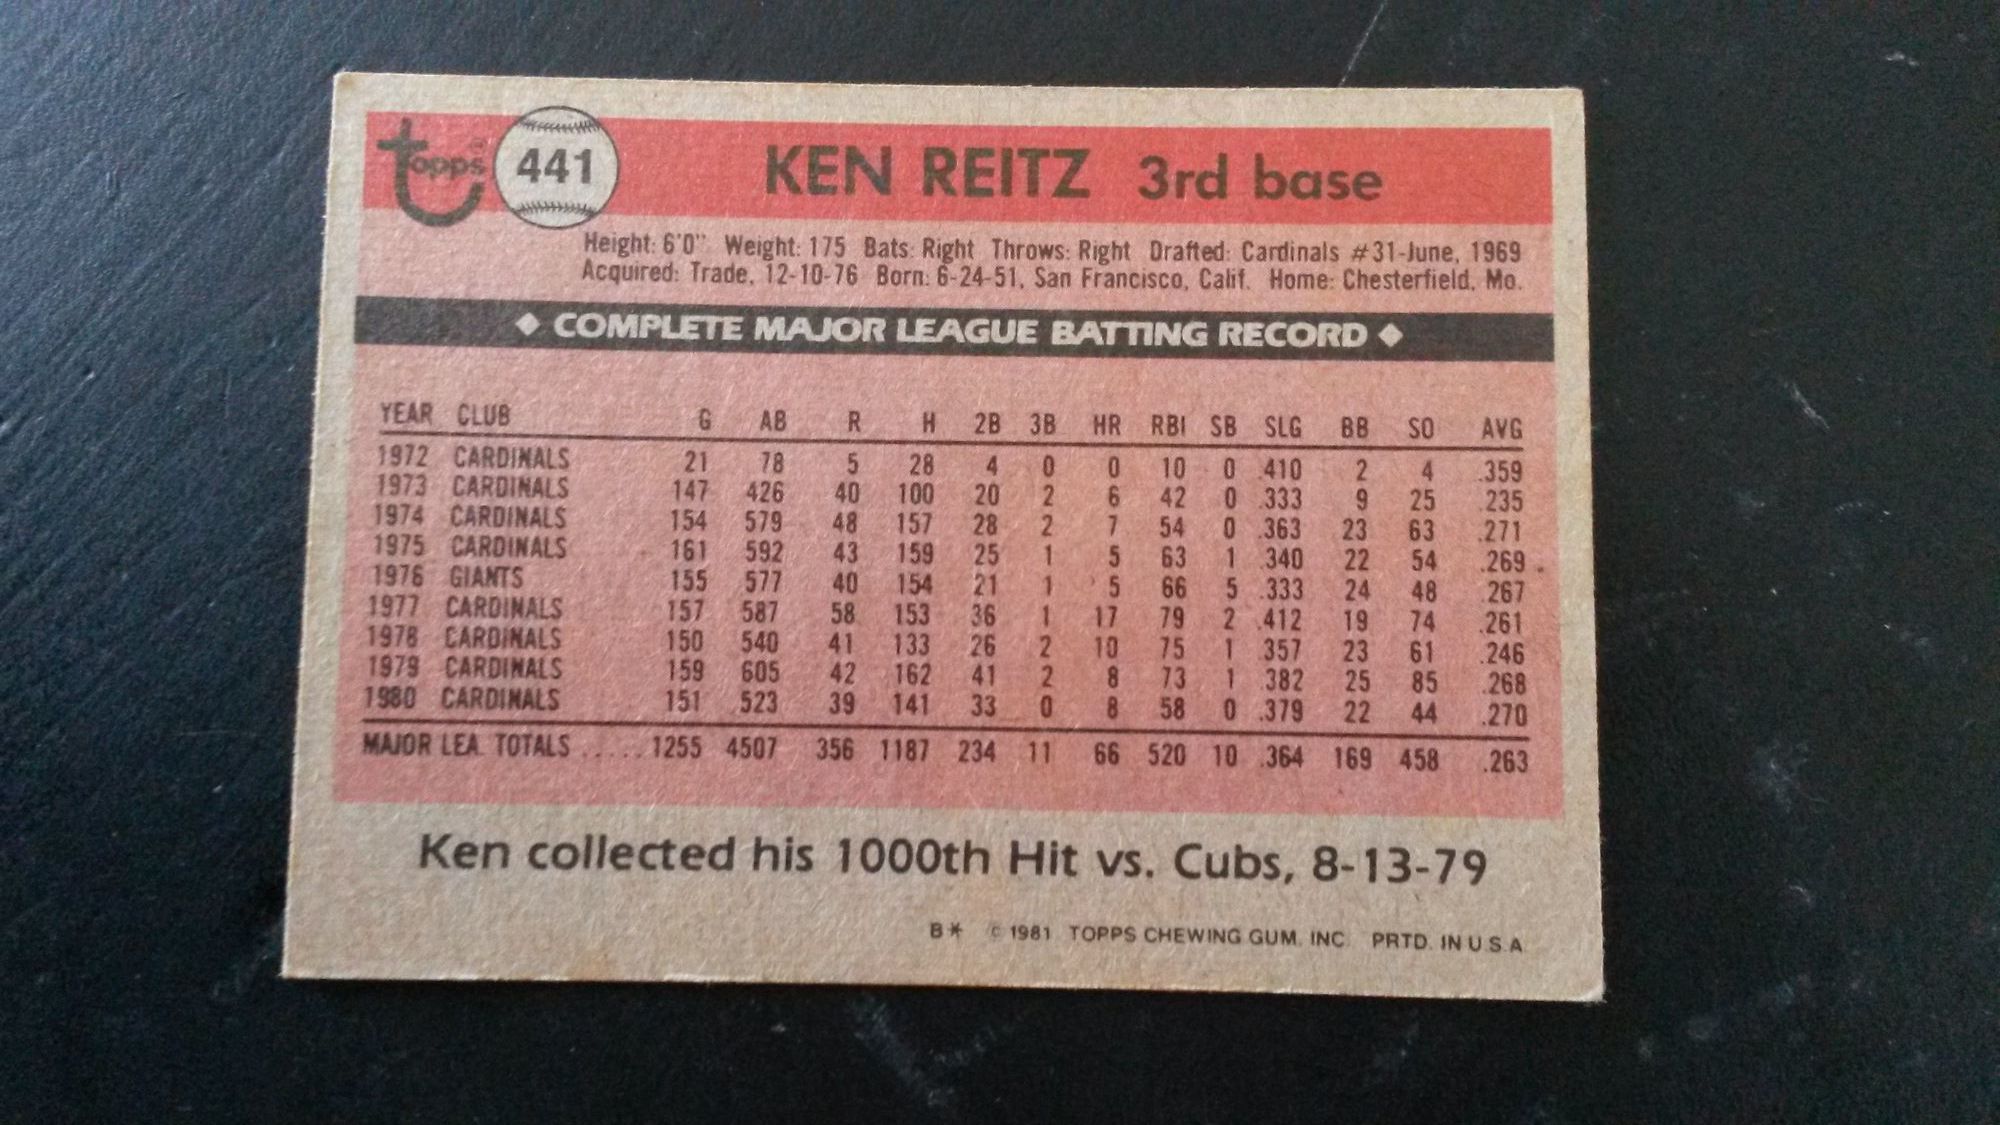 topps® 441 KEN REITZ 3rd base
Height: 6'0" Weight: 175 Bats: Right Throws: Right Drafted: Cardinals #31-June, 1969
Acquired: Trade, 12-10-76 Born: 6-24-51, San Francisco, Calif. Home: Chesterfield, Mo.
◆ COMPLETE MAJOR LEAGUE BATTING RECORD ◆
YEAR CLUB G AB R H 2B 3B HR RBI SB SLG BB SO AVG
1972 CARDINALS 21 78 5 28 4 0 0 10 0 .410 2 4 .359
1973 CARDINALS 147 426 40 100 20 2 6 42 0 .333 9 25 .235
1974 CARDINALS 154 579 48 157 28 2 7 54 0 .363 23 63 .271
1975 CARDINALS 161 592 43 159 25 1 5 63 1 .340 22 54 .269
1976 GIANTS 155 577 40 154 21 1 5 66 5 .333 24 48 .267
1977 CARDINALS 157 587 58 153 36 1 17 79 2 .412 19 74 .261
1978 CARDINALS 150 540 41 133 26 2 10 75 1 .357 23 61 .246
1979 CARDINALS 159 605 42 162 41 2 8 73 1 .382 25 85 .268
1980 CARDINALS 151 523 39 141 33 0 8 58 0 .379 22 44 .270
MAJOR LEA. TOTALS ..... 1255 4507 356 1187 234 11 66 520 10 .364 169 458 .263
Ken collected his 1000th Hit vs. Cubs, 8-13-79
B* © 1981 TOPPS CHEWING GUM, INC. PRTD. IN U.S.A.